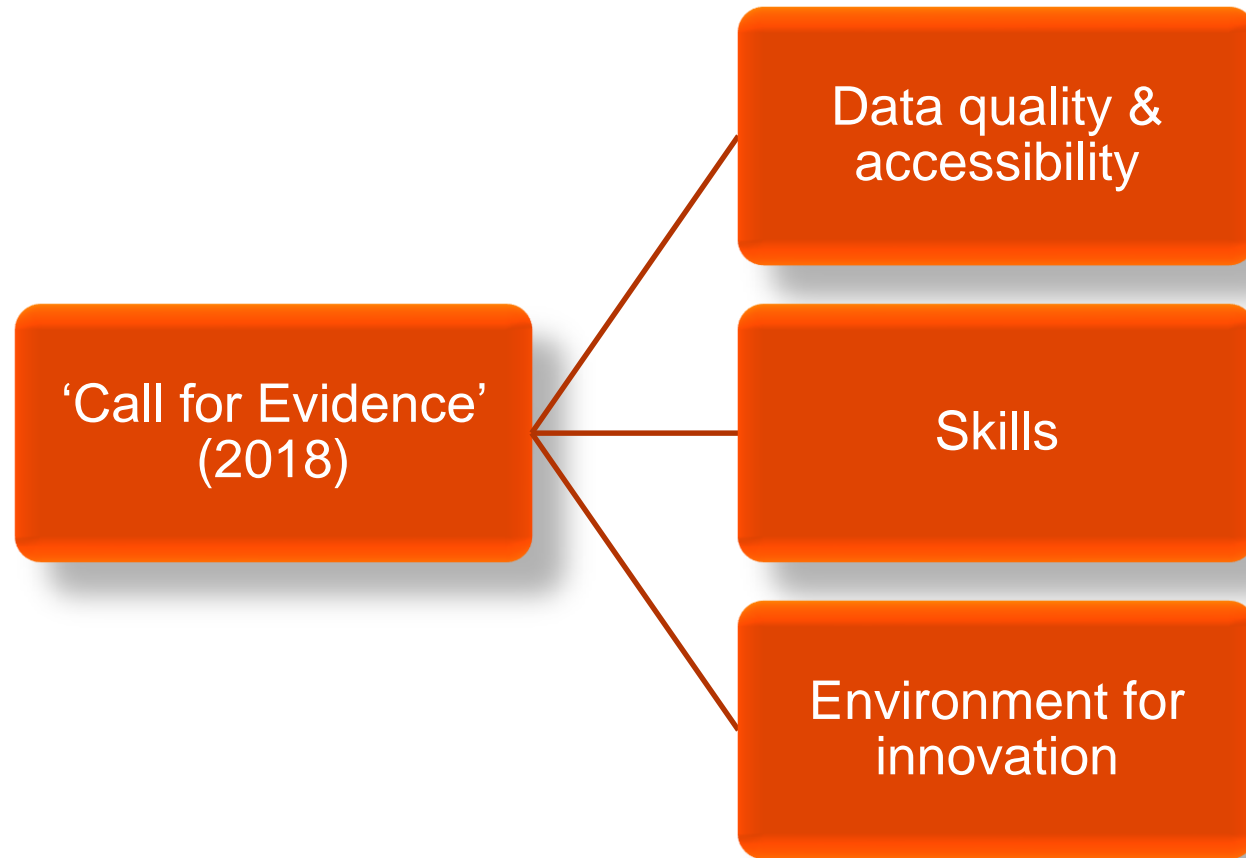 ‘Call for Evidence’
(2018)
Data quality &
accessibility
Skills
Environment for
innovation